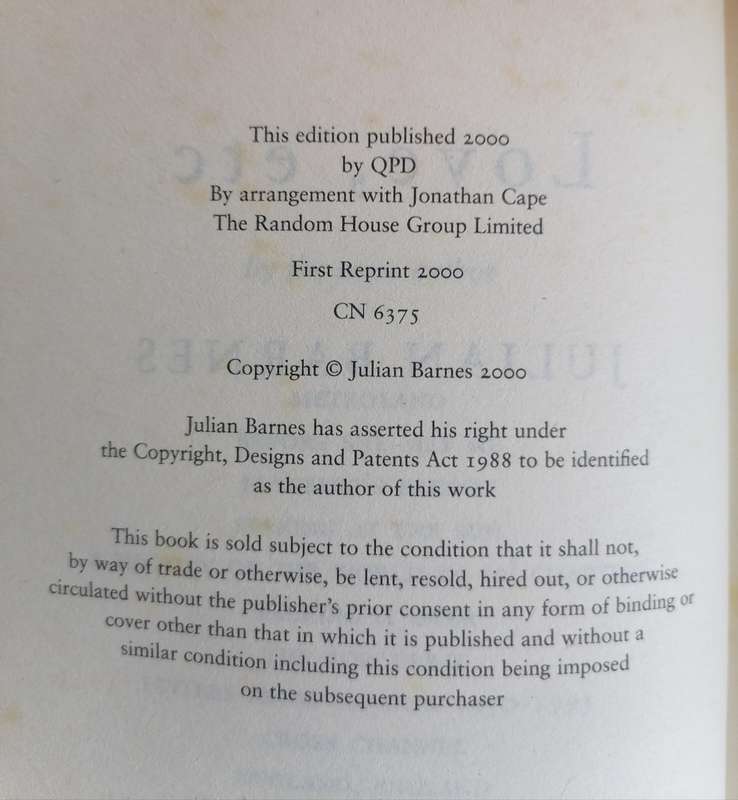 This edition published 2000
by QPD
By arrangement with Jonathan Cape
The Random House Group Limited
First Reprint 2000
CN 6375
Copyright © Julian Barnes 2000
Julian Barnes has asserted his right under
the Copyright, Designs and Patents Act 1988 to be identified
as the author of this work
This book is sold subject to the condition that it shall not,
by way of trade or otherwise, be lent, resold, hired out, or otherwise
circulated without the publisher's prior consent in any form of binding or
cover other than that in which it is published and without a
similar condition including this condition being imposed
on the subsequent purchaser